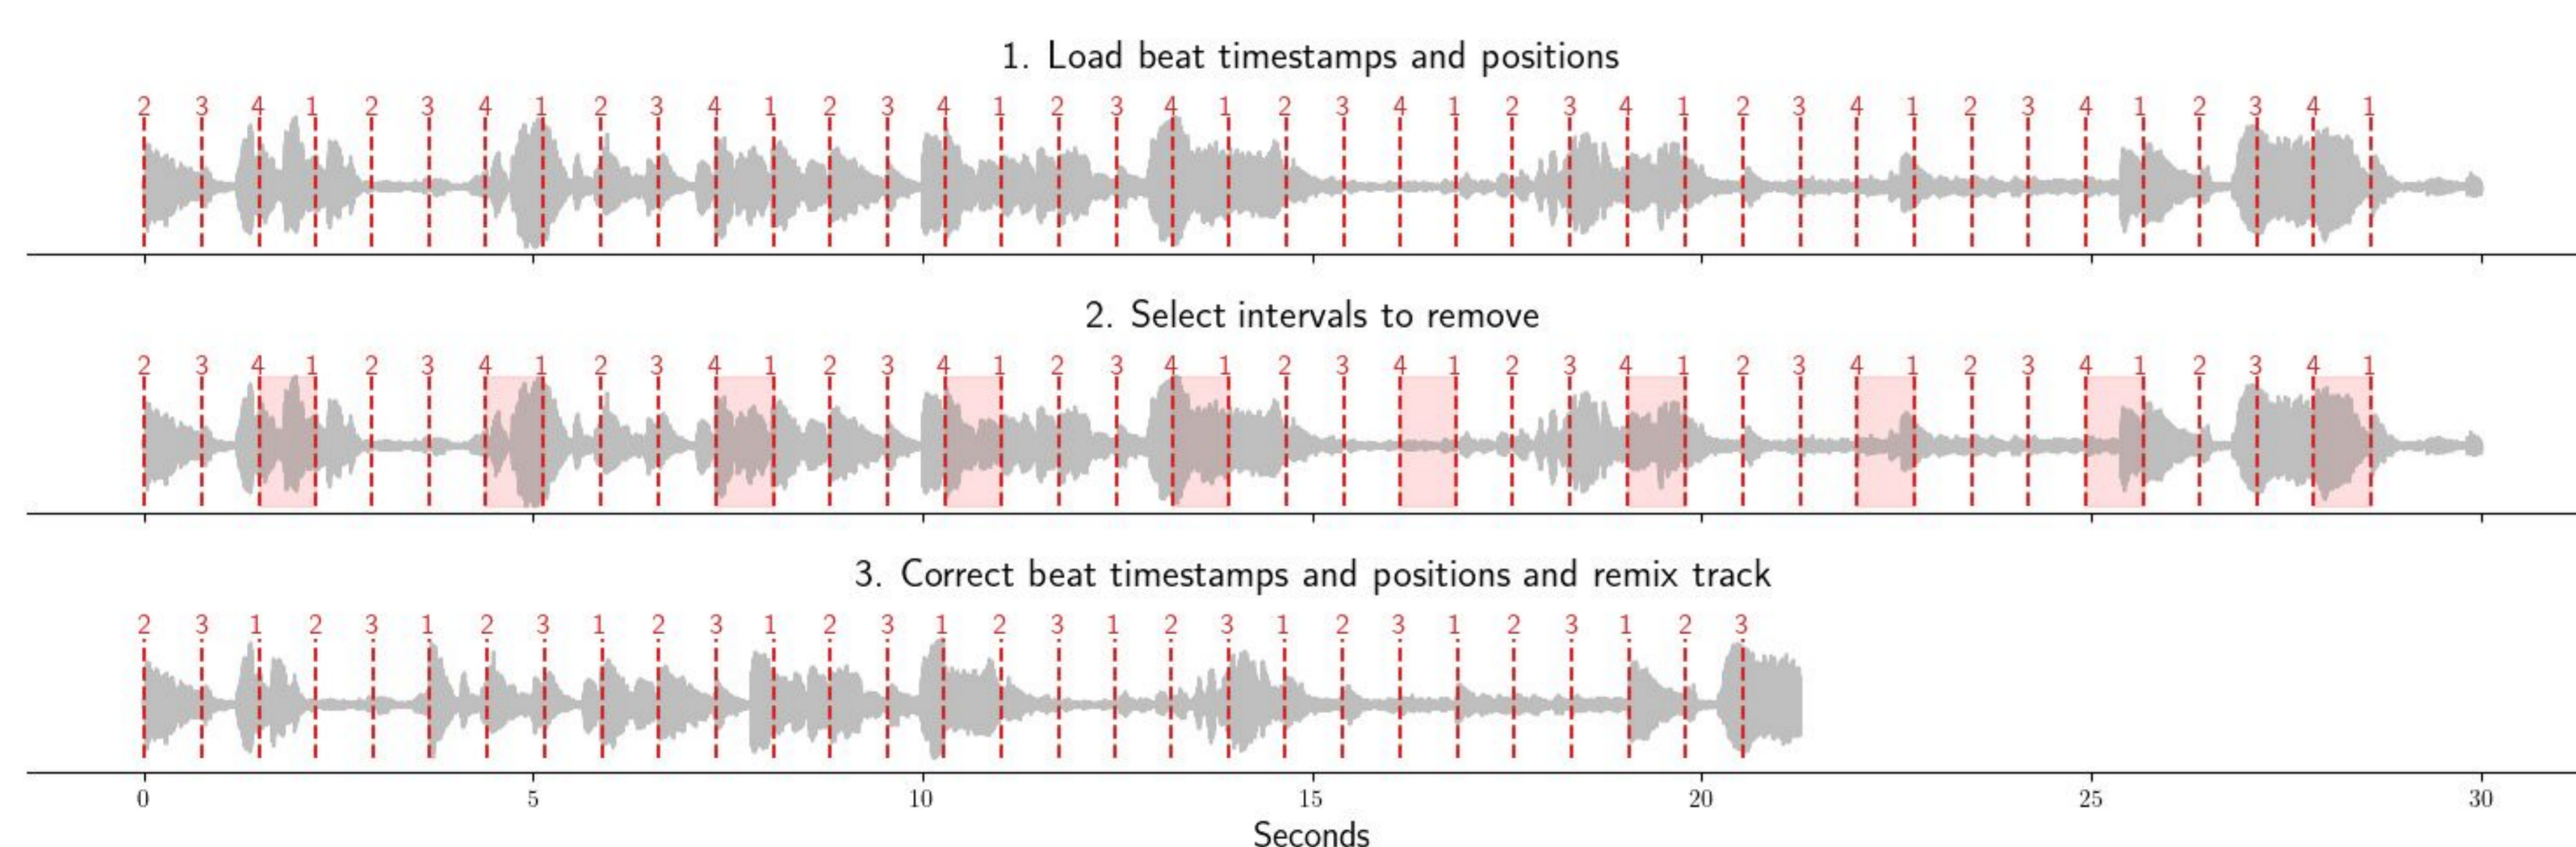 1. Load beat timestamps and positions
2 3 4 1 2 3 4 1 2 3 4 1 2 3 4 1 2 3 4 1 2 3 4 1 2 3 4 1 2 3 4 1 2 3 4 1 2 3 4 1
2. Select intervals to remove
2 3 4 1 2 3 4 1 2 3 4 1 2 3 4 1 2 3 4 1 2 3 4 1 2 3 4 1 2 3 4 1 2 3 4 1 2 3 4 1
3. Correct beat timestamps and positions and remix track
2 3 1 2 3 1 2 3 1 2 3 1 2 3 1 2 3 1 2 3 1 2 3 1 2 3 1 2 3
0 5 10 15 20 25 30
Seconds